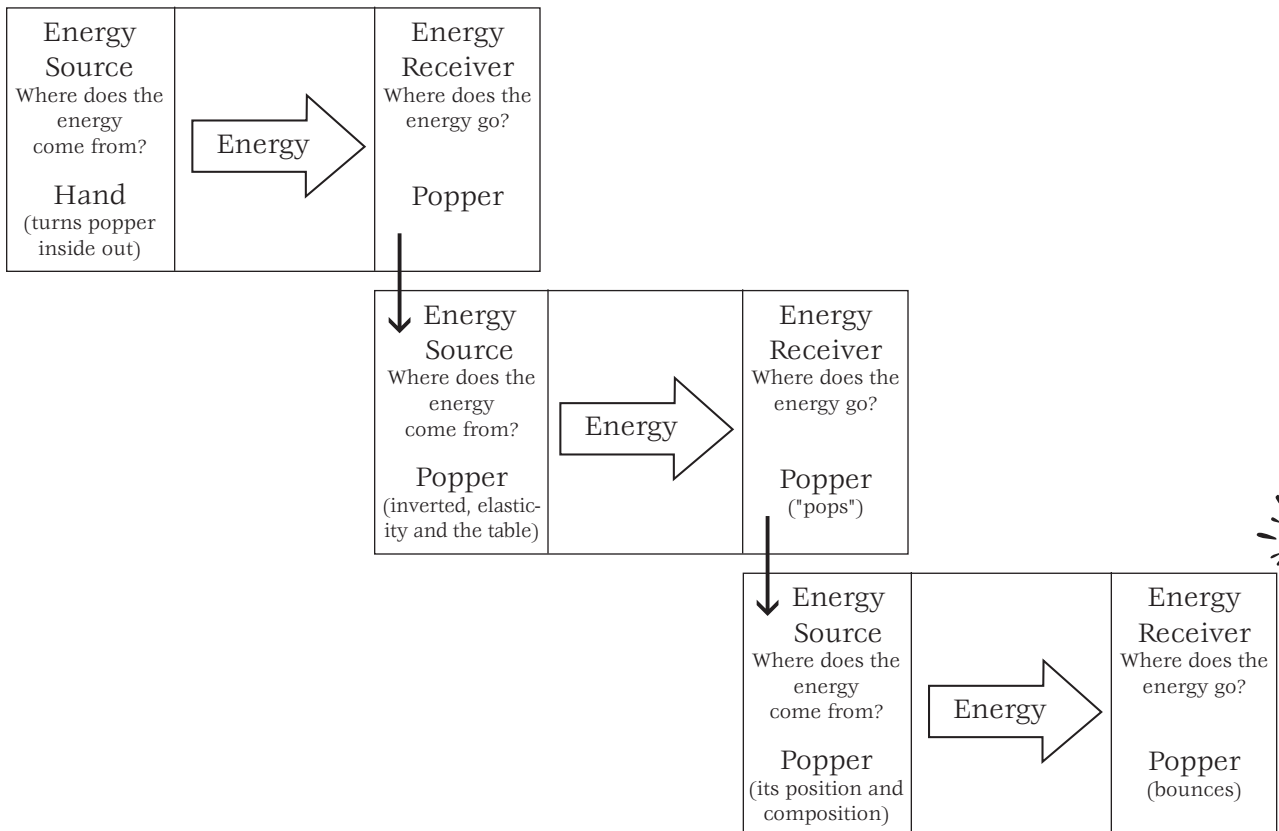 Energy
Source
Where does the
energy
come from?
Hand
(turns popper
inside out)
Energy
Energy
Receiver
Where does the
energy go?
Popper
Energy
Source
Where does the
energy
come from?
Popper
(inverted, elastic-
ity and the table)
Energy
Energy
Receiver
Where does the
energy go?
Popper
("pops")
Energy
Source
Where does the
energy
come from?
Popper
(its position and
composition)
Energy
Energy
Receiver
Where does the
energy go?
Popper
(bounces)